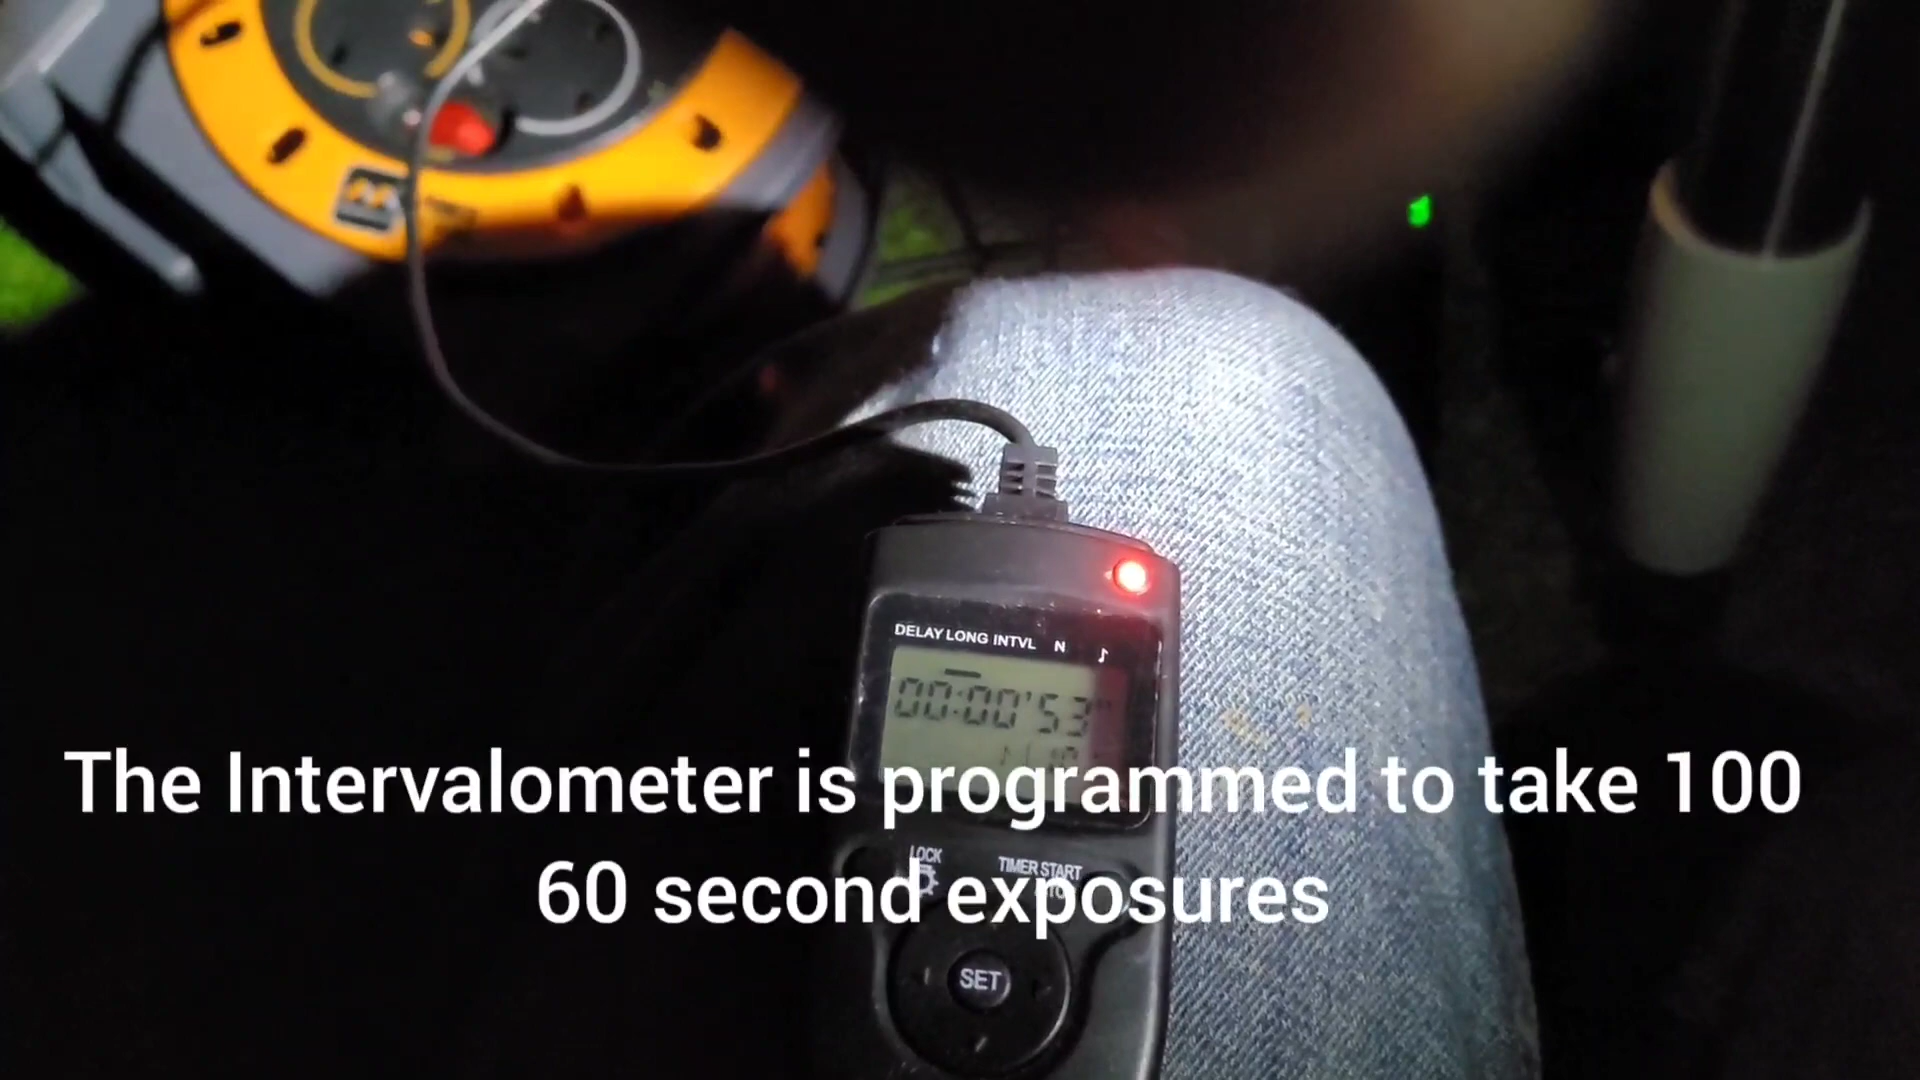 DELAY LONG INTVL N ♪
00:00'53"
The Intervalometer is programmed to take 100
LOCK TIMER START
60 second exposures
SET